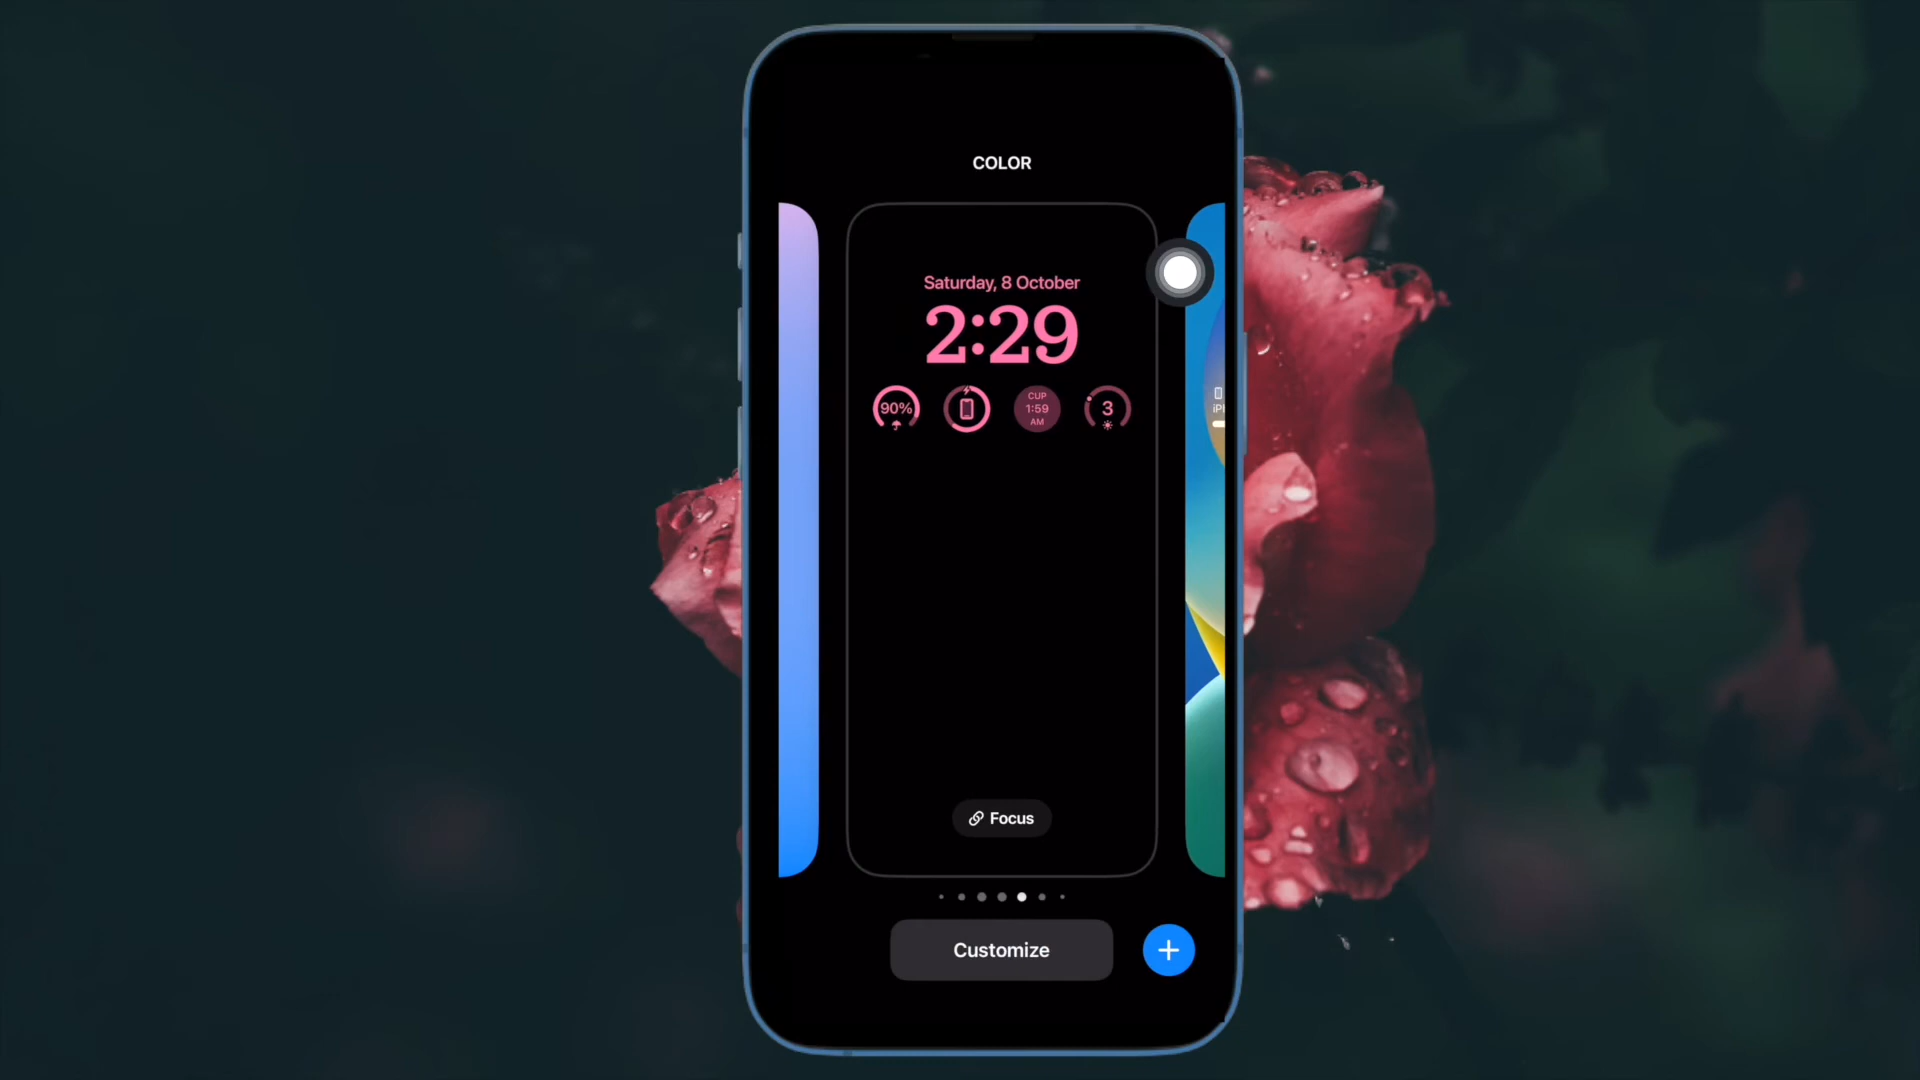 COLOR
Saturday, 8 October
2:29
90%
CUP
1:59
AM
3
Focus
Customize